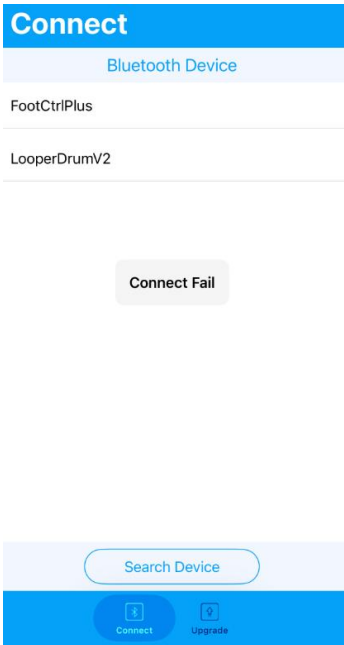 Connect
Bluetooth Device
FootCtrlPlus
LooperDrumV2
Connect Fail
Search Device
Connect
Upgrade